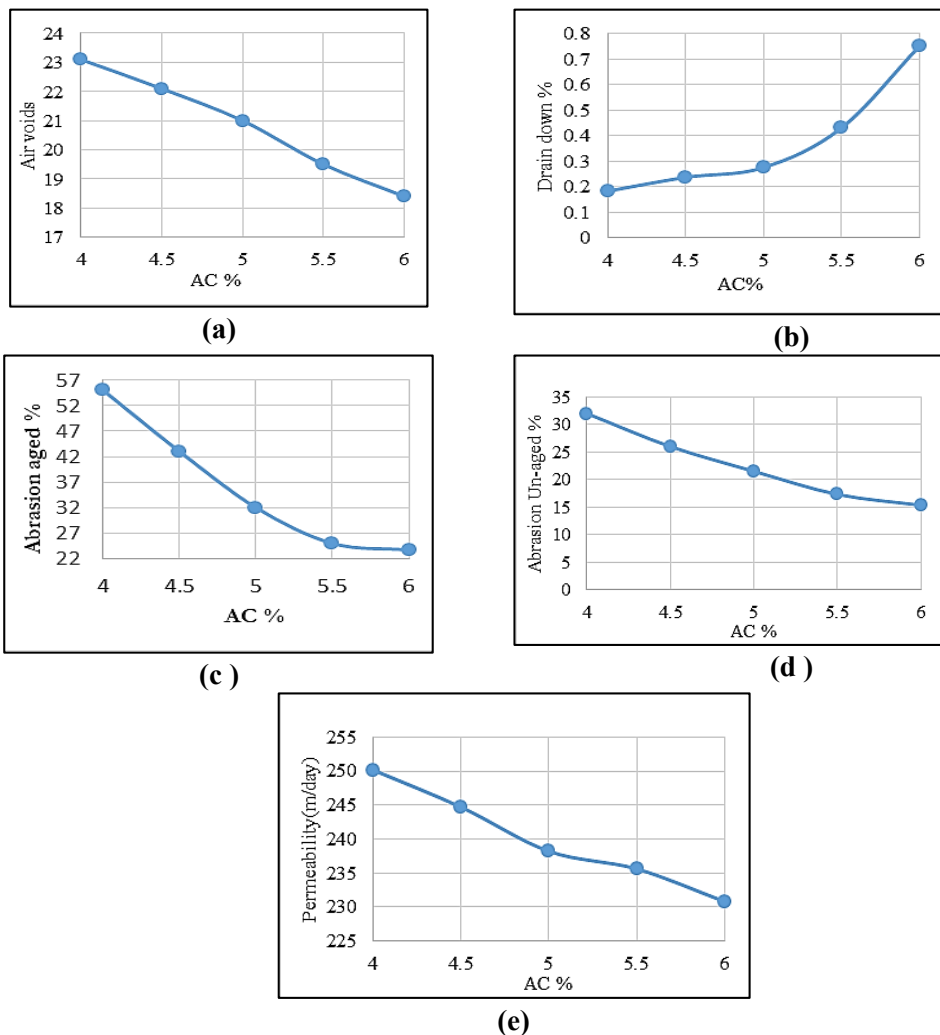 24
23
22
21
20
19
18
17
Air voids
4 4.5 5 5.5 6
AC %
(a)
0.8
0.7
0.6
0.5
0.4
0.3
0.2
0.1
0
Drain down %
4 4.5 5 5.5 6
AC%
(b)
57
52
47
42
37
32
27
22
Abrasion aged %
4 4.5 5 5.5 6
AC %
(c )
35
30
25
20
15
10
5
0
Abrasion Un-aged %
4 4.5 5 5.5 6
AC %
(d )
255
250
245
240
235
230
225
Permeability(m/day)
4 4.5 5 5.5 6
AC %
(e)